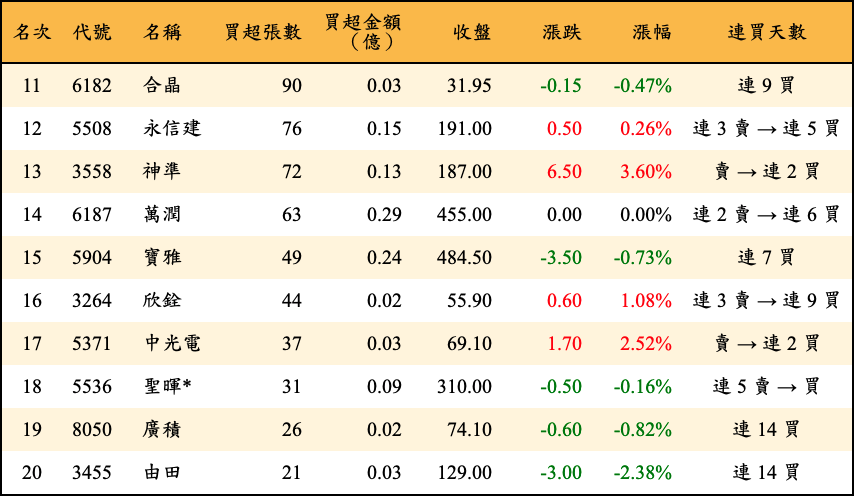 名次 代號 名稱 買超張數 買超金額（億） 收盤 漲跌 漲幅 連買天數
11 6182 合晶 90 0.03 31.95 -0.15 -0.47% 連 9 買
12 5508 永信建 76 0.15 191.00 0.50 0.26% 連 3 賣 → 連 5 買
13 3558 神準 72 0.13 187.00 6.50 3.60% 賣 → 連 2 買
14 6187 萬潤 63 0.29 455.00 0.00 0.00% 連 2 賣 → 連 6 買
15 5904 寶雅 49 0.24 484.50 -3.50 -0.73% 連 7 買
16 3264 欣銓 44 0.02 55.90 0.60 1.08% 連 3 賣 → 連 9 買
17 5371 中光電 37 0.03 69.10 1.70 2.52% 賣 → 連 2 買
18 5536 聖暉* 31 0.09 310.00 -0.50 -0.16% 連 5 賣 → 買
19 8050 廣積 26 0.02 74.10 -0.60 -0.82% 連 14 買
20 3455 由田 21 0.03 129.00 -3.00 -2.38% 連 14 買